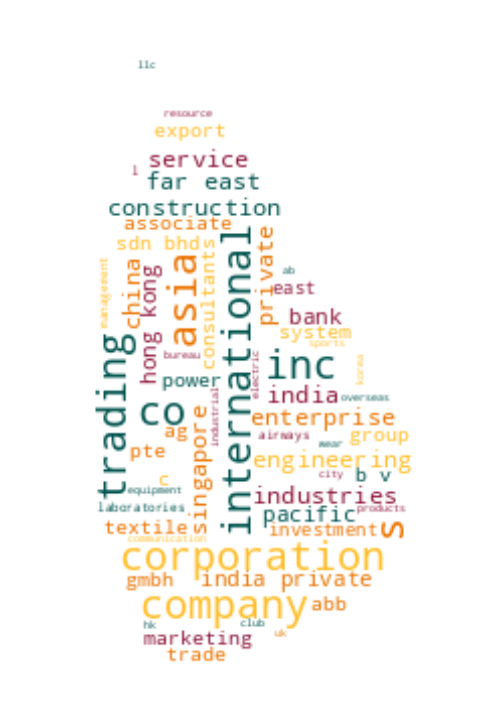 llc
resource
export
service
l
far east
construction
associate
sdn bhd
management
china
hong kong
asia
consultants
international
private
ab
east
bank
system
sports
bureau
trading
power
industrial
electric
inc
korea
india
overseas
co
enterprise
ag
singapore
airways
wear
group
pte
engineering
c
city
b v
equipment
industries
laboratories
pacific
products
textile
investment
s
communication
corporation
gmbh
india private
company
abb
hk
club
uk
marketing
trade